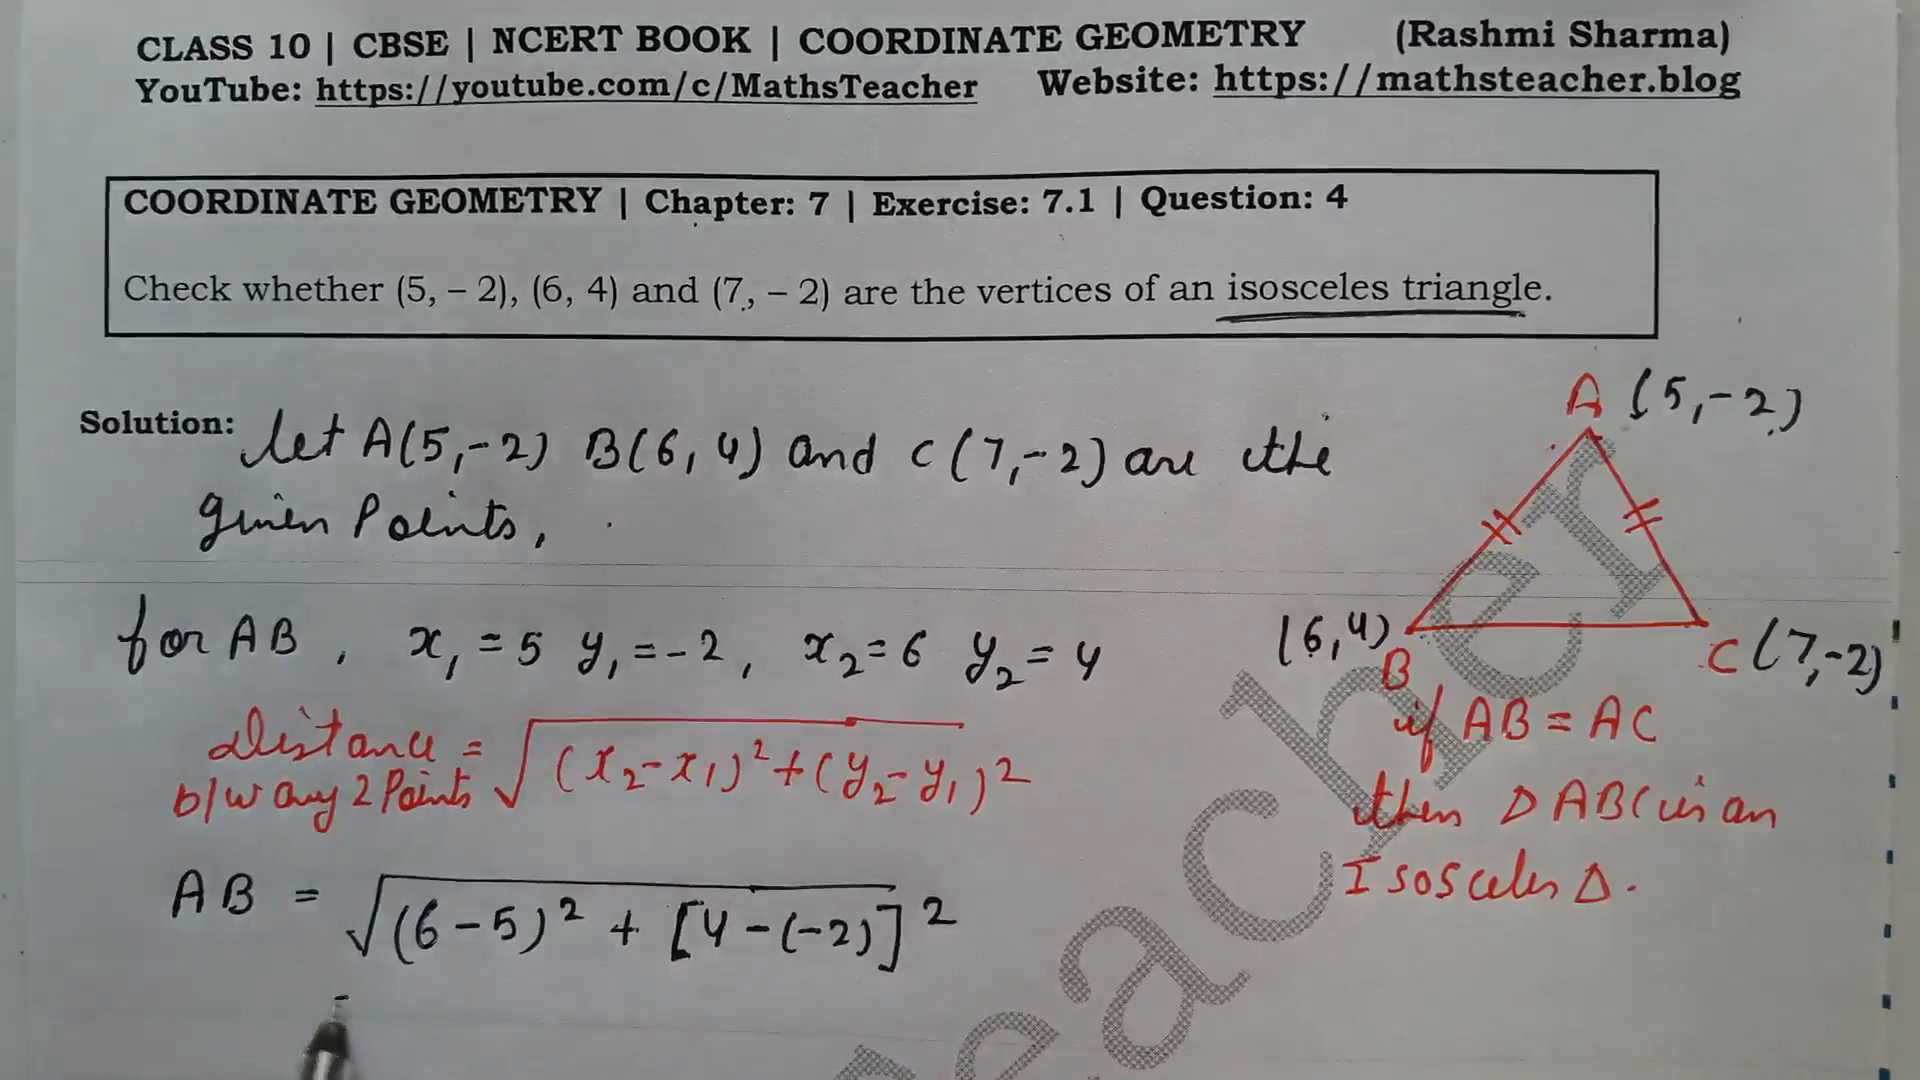 CLASS 10 | CBSE | NCERT BOOK | COORDINATE GEOMETRY (Rashmi Sharma)
YouTube: https://youtube.com/c/MathsTeacher Website: https://mathsteacher.blog
COORDINATE GEOMETRY | Chapter: 7 | Exercise: 7.1 | Question: 4
Check whether (5, – 2), (6, 4) and (7, – 2) are the vertices of an isosceles triangle.
Solution: let A(5,-2) B(6,4) and C(7,-2) are the
given Points,
A (5,-2)
(6,4) B
C (7,-2)
for AB, x₁=5 y₁=-2, x₂=6 y₂=4
Distance =
b/w any 2 Points √(x₂-x₁)²+(y₂-y₁)²
AB = √(6-5)² + [4-(-2)]²
=
if AB = AC
then Δ ABC is an
Isosceles Δ.
eacher